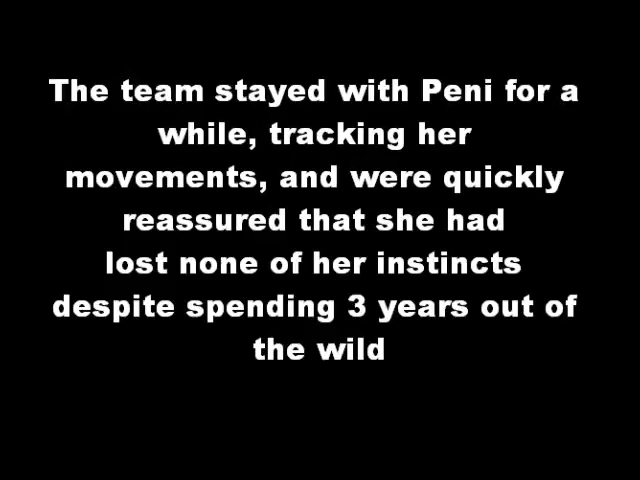 The team stayed with Peni for a
while, tracking her
movements, and were quickly
reassured that she had
lost none of her instincts
despite spending 3 years out of
the wild